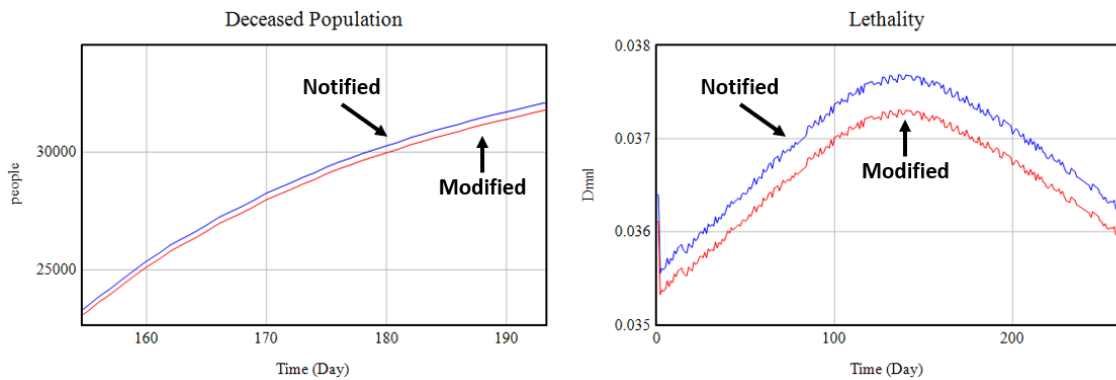 Deceased Population
people
30000
25000
Notified
Modified
160
170
180
190
Time (Day)
Lethality
Dmnl
0.038
0.037
0.036
0.035
Notified
Modified
0
100
200
Time (Day)